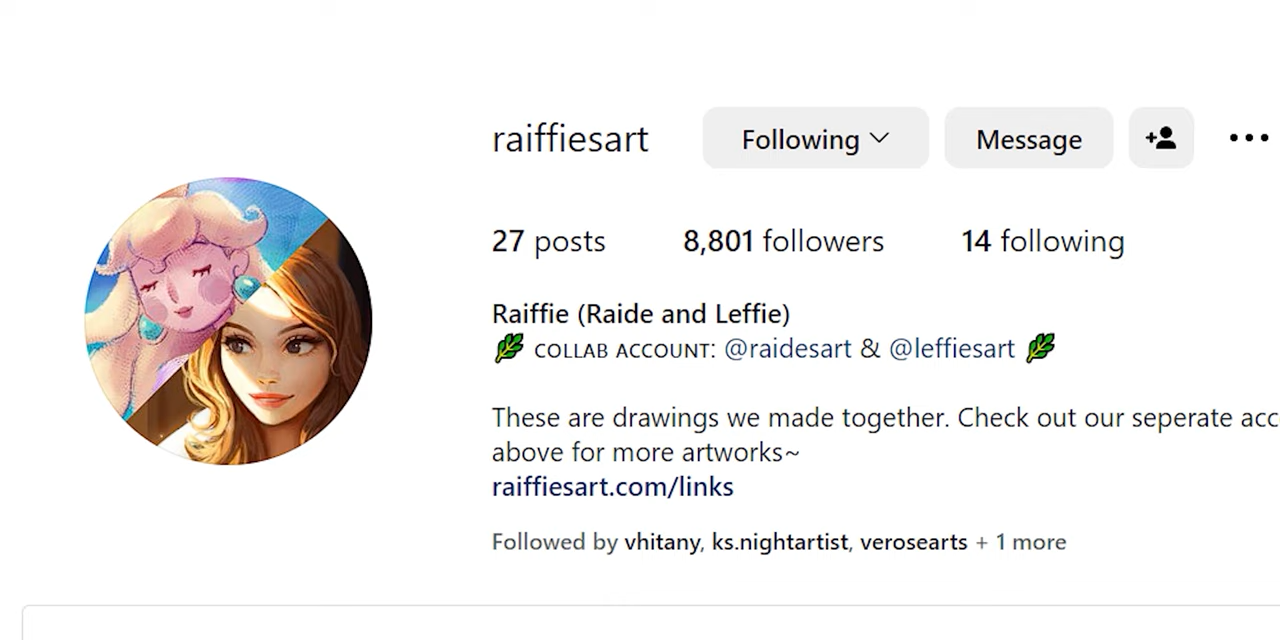 raiffiesart Following Message
27 posts 8,801 followers 14 following
Raiffie (Raide and Leffie)
🌿 ᴄᴏʟʟᴀʙ ᴀᴄᴄᴏᴜɴᴛ: @raidesart & @leffiesart 🌿
These are drawings we made together. Check out our seperate acc
above for more artworks~
raiffiesart.com/links
Followed by vhitany, ks.nightartist, verosearts + 1 more